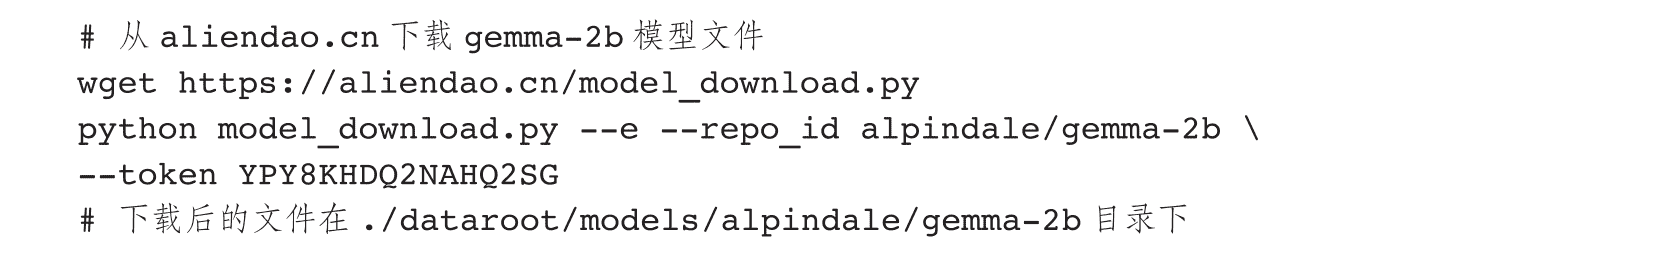 # 从 aliendao.cn 下载 gemma-2b 模型文件
wget https://aliendao.cn/model_download.py
python model_download.py --e --repo_id alpindale/gemma-2b \
--token YPY8KHDQ2NAHQ2SG
# 下载后的文件在 ./dataroot/models/alpindale/gemma-2b 目录下